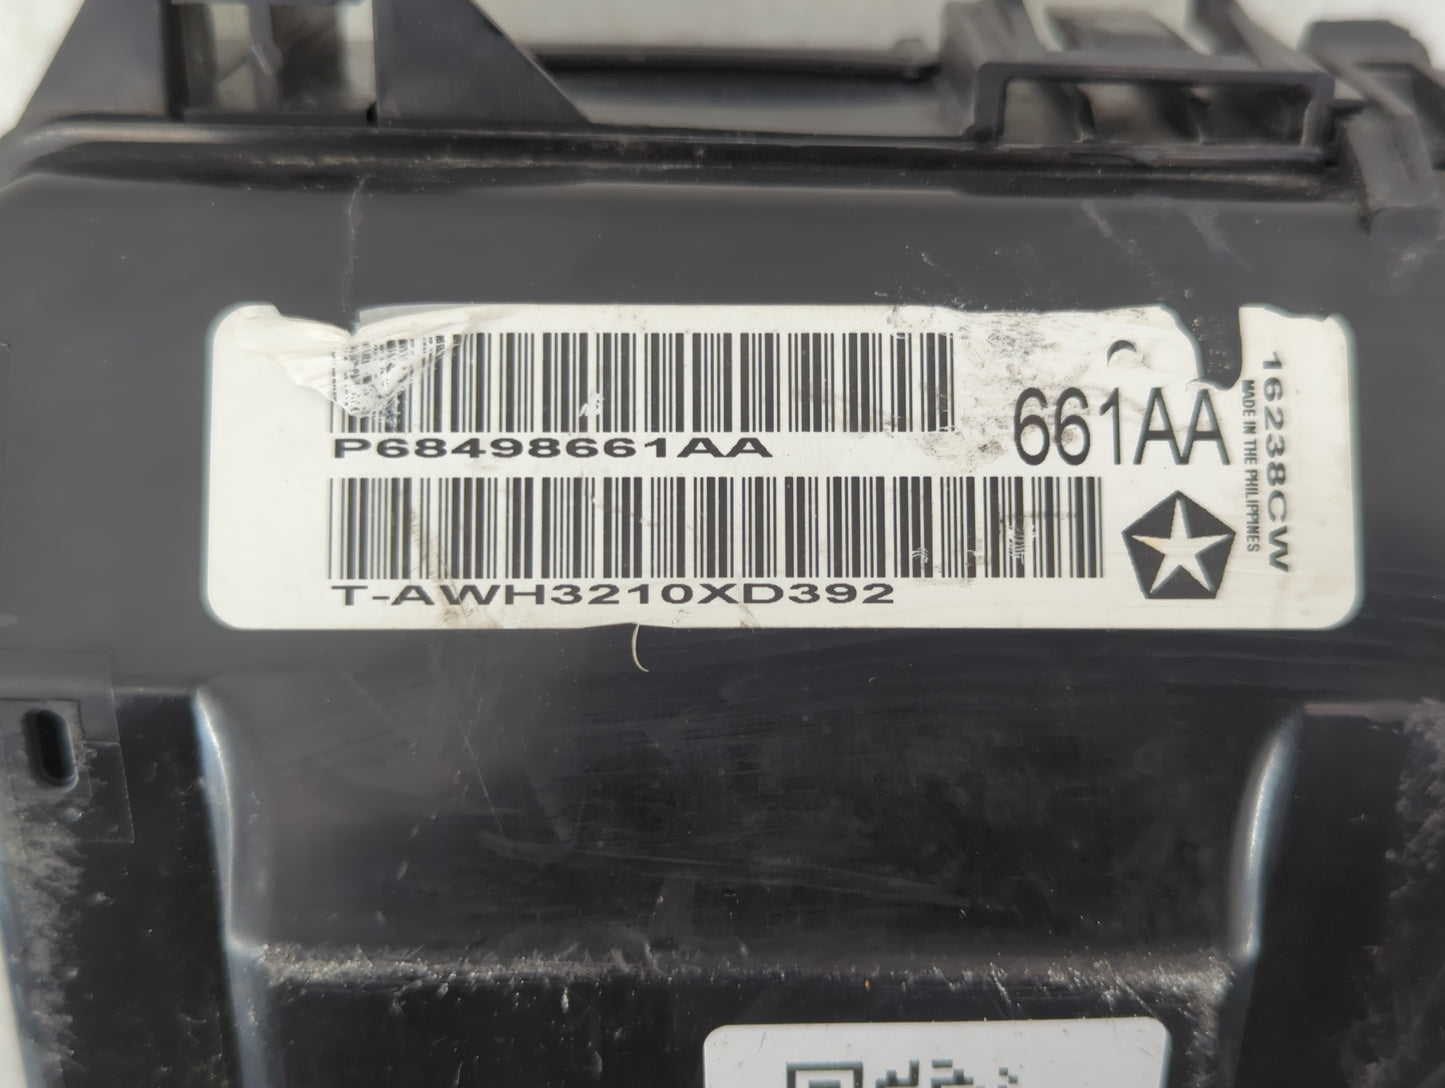 P68498661AA
661AA
T-AWH3210XD392
16238CW
MADE IN THE PHILIPPINES